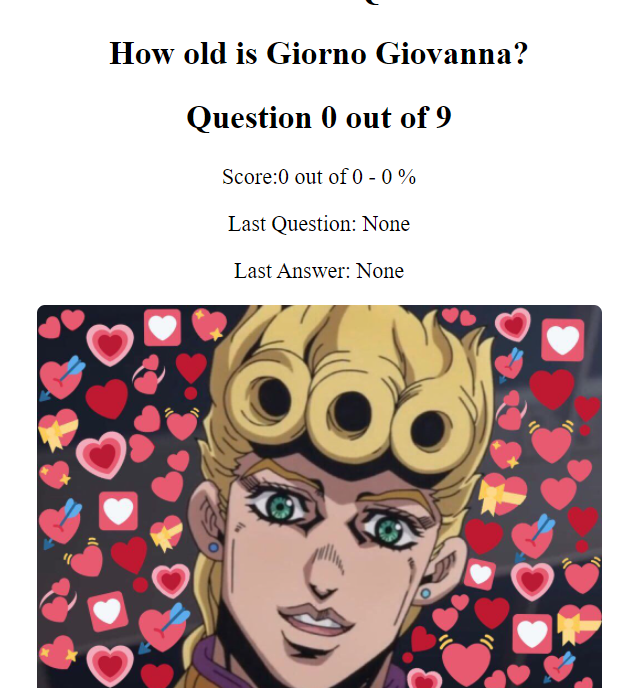 How old is Giorno Giovanna?
Question 0 out of 9
Score:0 out of 0 - 0 %
Last Question: None
Last Answer: None